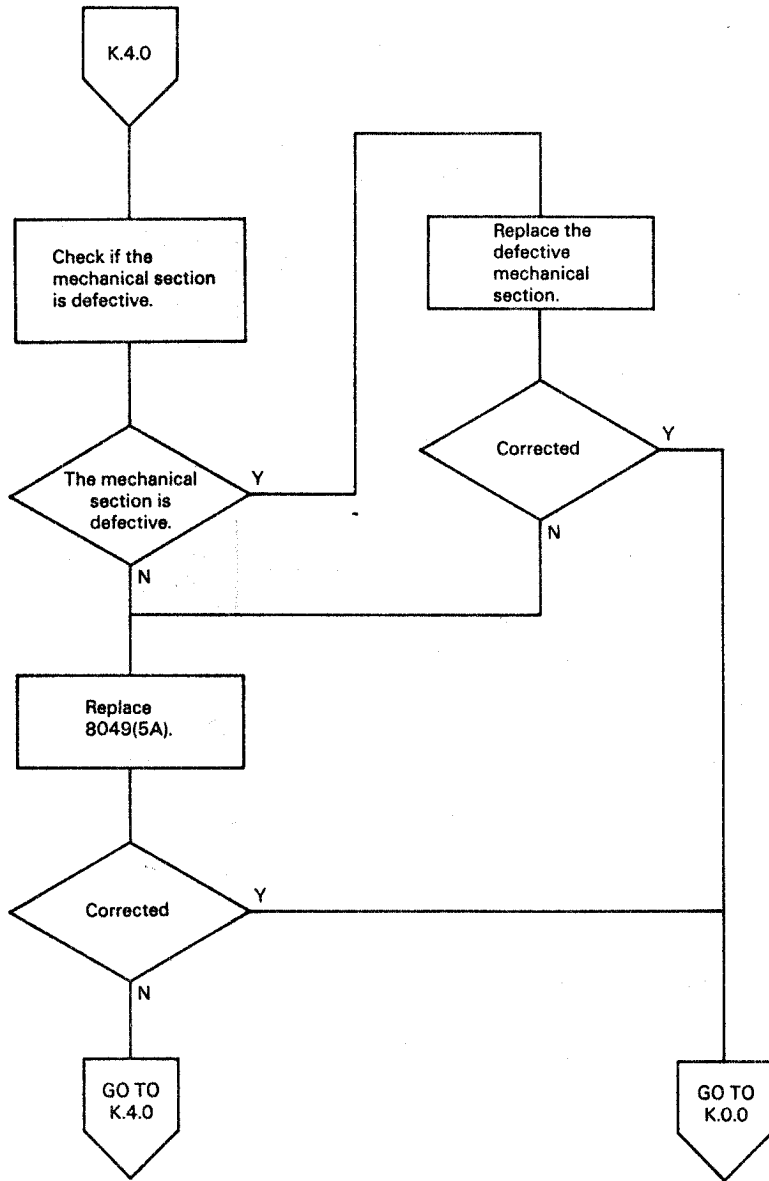 K.4.0
Check if the
mechanical section
is defective.
Replace the
defective
mechanical
section.
The mechanical
section is
defective.
Y
N
Corrected
Y
N
Replace
8049(5A).
Corrected
Y
N
GO TO
K.4.0
GO TO
K.0.0